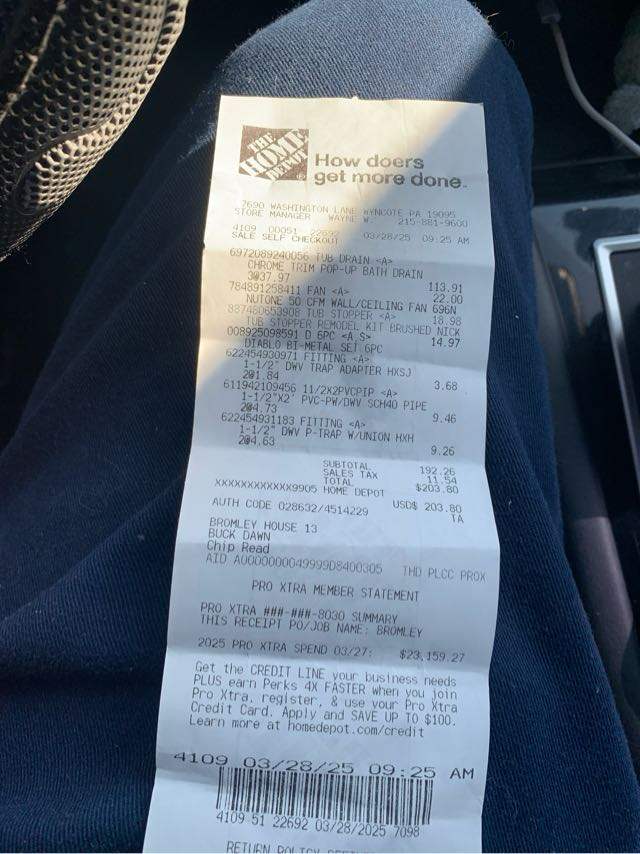 THE HOME DEPOT
How doers
get more done.
7690 WASHINGTON LANE WYNCOTE PA 19095
STORE MANAGER WAYNE W. 215-881-9600
4109 00051 22692 03/28/25 09:25 AM
SALE SELF CHECKOUT
6972089240056 TUB DRAIN <A>
CHROME TRIM POP-UP BATH DRAIN
3@37.97 113.91
784891258411 FAN <A> 22.00
NUTONE 50 CFM WALL/CEILING FAN 696N
887480653908 TUB STOPPER <A> 18.98
TUB STOPPER REMODEL KIT BRUSHED NICK
008925098591 D 6PC <A,S> 14.97
DIABLO BI-METAL SET 6PC
622454930971 FITTING <A>
1-1/2" DWV TRAP ADAPTER HXSJ
2@1.84 3.68
611942109456 11/2X2PVCPIP <A>
1-1/2"X2' PVC-PW/DWV SCH40 PIPE
2@4.73 9.46
622454931183 FITTING <A>
1-1/2" DWV P-TRAP W/UNION HXH
2@4.63 9.26
SUBTOTAL 192.26
SALES TAX 11.54
TOTAL $203.80
XXXXXXXXXXXX9905 HOME DEPOT
USD$ 203.80
AUTH CODE 028632/4514229 TA
BROMLEY HOUSE 13
BUCK DAWN
Chip Read
AID A0000000049999D8400305 THD PLCC PROX
PRO XTRA MEMBER STATEMENT
PRO XTRA ###-###-8030 SUMMARY
THIS RECEIPT PO/JOB NAME: BROMLEY
2025 PRO XTRA SPEND 03/27: $23,159.27
Get the CREDIT LINE your business needs
PLUS earn Perks 4X FASTER when you join
Pro Xtra, register, & use your Pro Xtra
Credit Card. Apply and SAVE UP TO $100.
Learn more at homedepot.com/credit
4109 03/28/25 09:25 AM
4109 51 22692 03/28/2025 7098
RETURN POLICY